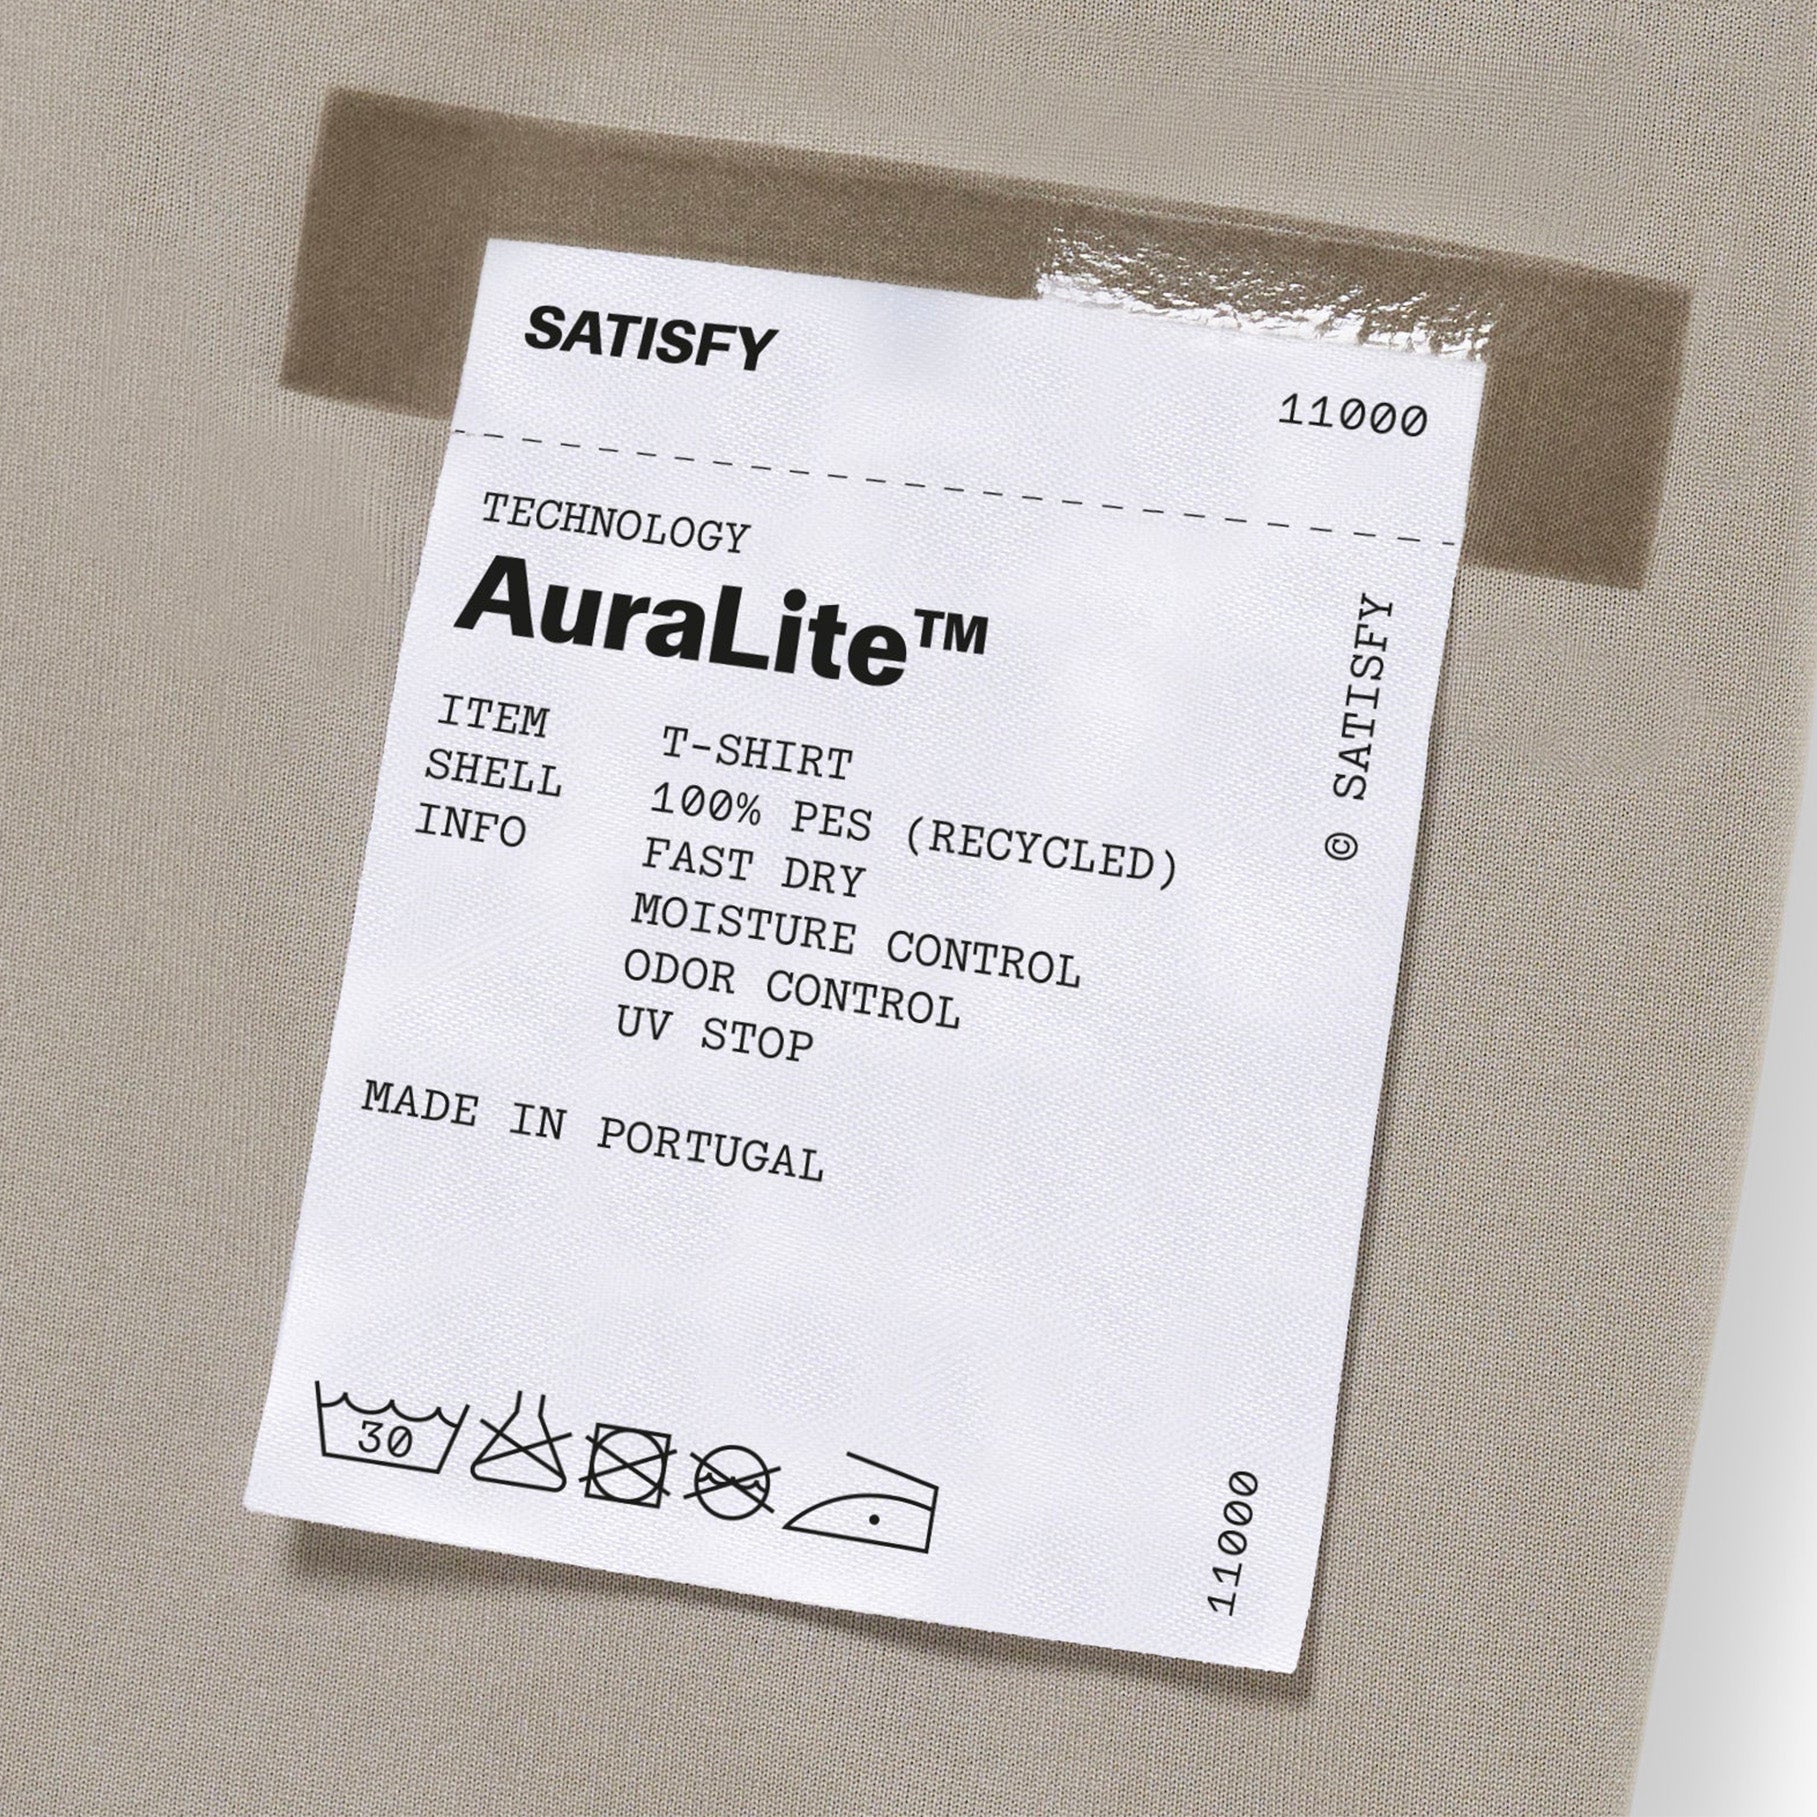 SATISFY
11000
TECHNOLOGY
AuraLite™
ITEM T-SHIRT
SHELL 100% PES (RECYCLED)
INFO FAST DRY
MOISTURE CONTROL
ODOR CONTROL
UV STOP
MADE IN PORTUGAL
© SATISFY
30
11000